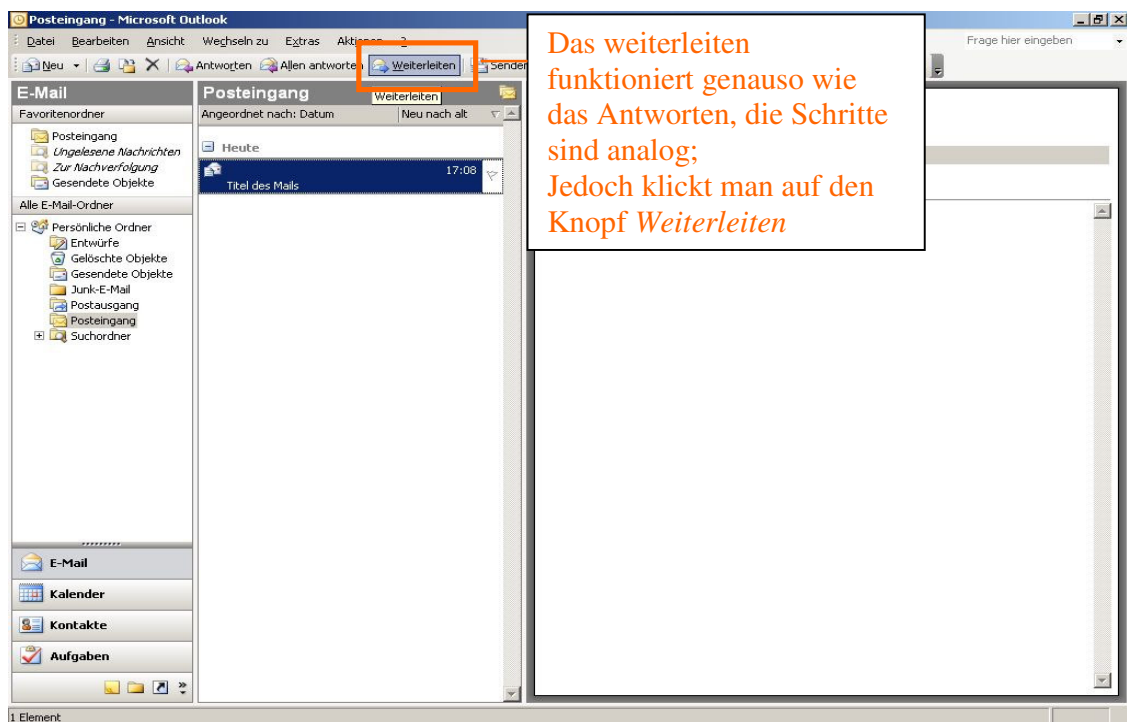 Posteingang - Microsoft Outlook
Datei Bearbeiten Ansicht Wechseln zu Extras Aktionen ?
Frage hier eingeben
Neu Antworten Allen antworten Weiterleiten
Weiterleiten
Das weiterleiten
funktioniert genauso wie
das Antworten, die Schritte
sind analog;
Jedoch klickt man auf den
Knopf Weiterleiten
E-Mail
Favoritenordner
Posteingang
Ungelesene Nachrichten
Zur Nachverfolgung
Gesendete Objekte
Alle E-Mail-Ordner
Persönliche Ordner
Entwürfe
Gelöschte Objekte
Gesendete Objekte
Junk-E-Mail
Postausgang
Posteingang
Suchordner
E-Mail
Kalender
Kontakte
Aufgaben
Posteingang
Angeordnet nach: Datum Neu nach alt
Heute
17:08
Titel des Mails
1 Element